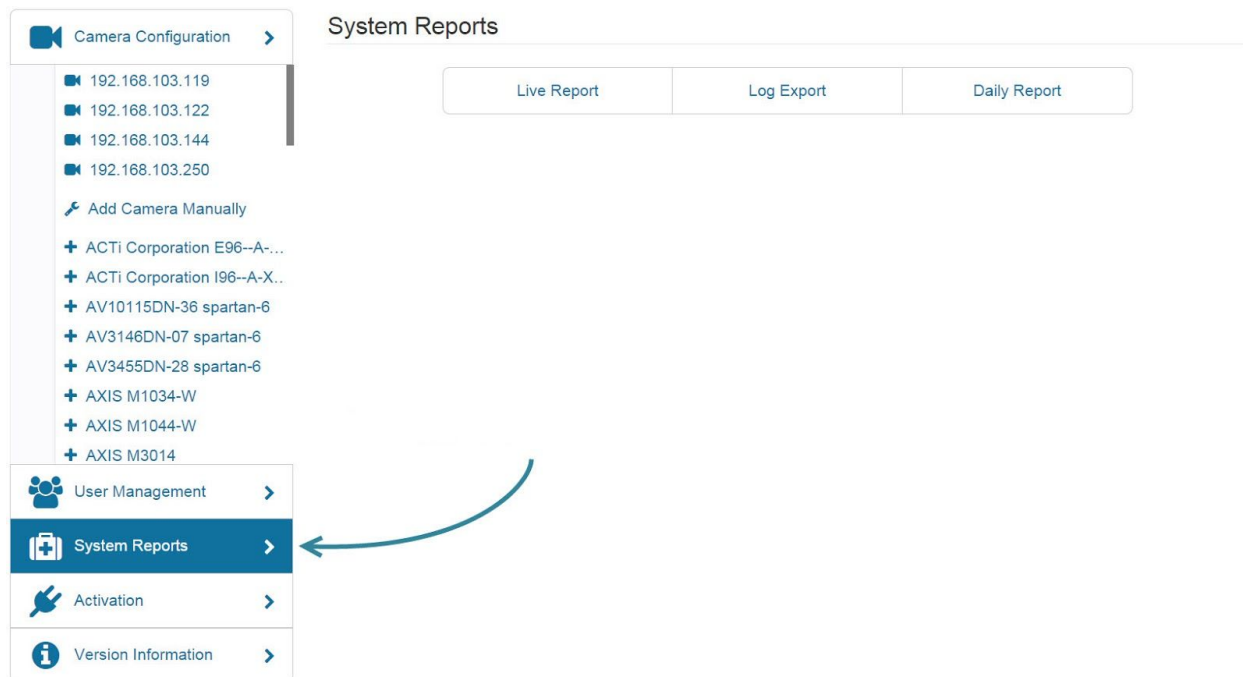 Camera Configuration
192.168.103.119
192.168.103.122
192.168.103.144
192.168.103.250
Add Camera Manually
ACTi Corporation E96--A-...
ACTi Corporation I96--A-X..
AV10115DN-36 spartan-6
AV3146DN-07 spartan-6
AV3455DN-28 spartan-6
AXIS M1034-W
AXIS M1044-W
AXIS M3014
User Management
System Reports
Activation
Version Information
System Reports
Live Report
Log Export
Daily Report